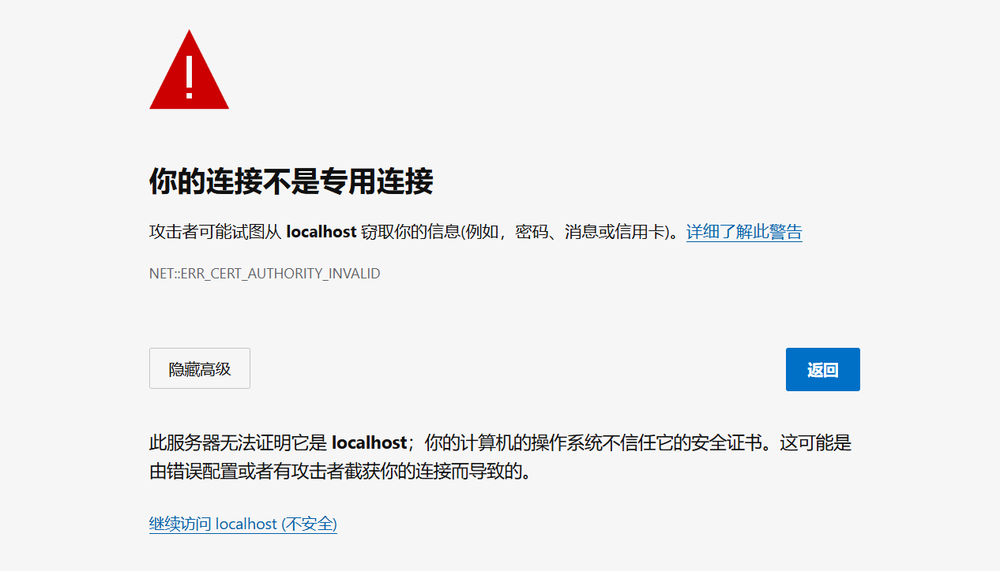 你的连接不是专用连接
攻击者可能试图从 localhost 窃取你的信息(例如，密码、消息或信用卡)。详细了解此警告
NET::ERR_CERT_AUTHORITY_INVALID
隐藏高级
返回
此服务器无法证明它是 localhost；你的计算机的操作系统不信任它的安全证书。这可能是
由错误配置或者有攻击者截获你的连接而导致的。
继续访问 localhost (不安全)